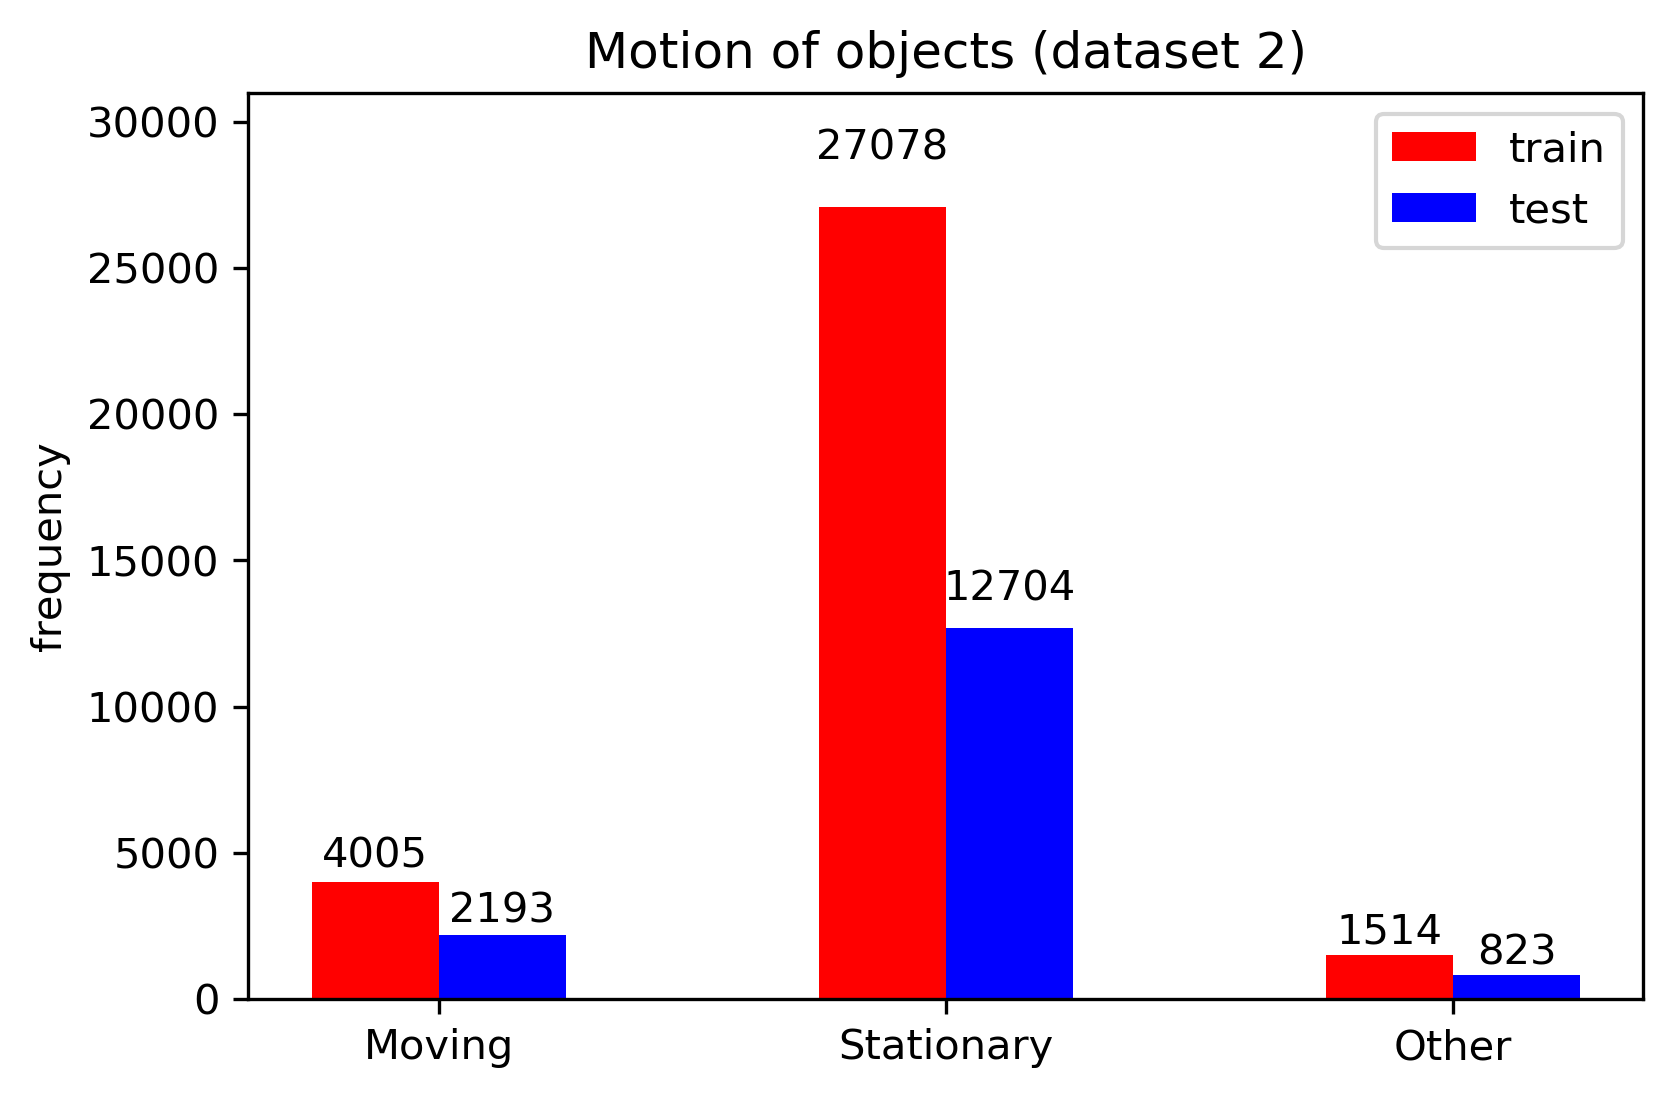 Motion of objects (dataset 2)
frequency
30000
25000
20000
15000
10000
5000
0
4005
2193
27078
12704
1514
823
train
test
Moving
Stationary
Other